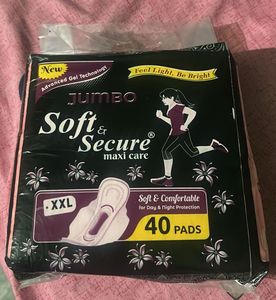 New
Advanced Gel Technology
Feel Light, Be Bright
JUMBO
Soft &
Secure®
maxi care
XXL
Soft & Comfortable
for Day & Night Protection
40 PADS